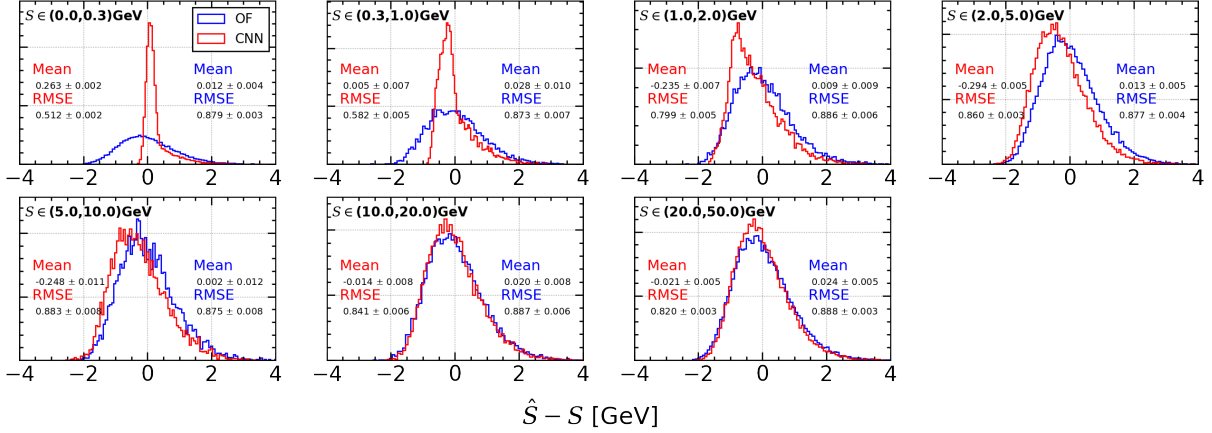 S ∈ (0.0,0.3)GeV
OF
CNN
Mean
0.263 ± 0.002
RMSE
0.512 ± 0.002
Mean
0.012 ± 0.004
RMSE
0.879 ± 0.003
−4 −2 0 2 4
S ∈ (0.3,1.0)GeV
Mean
0.005 ± 0.007
RMSE
0.582 ± 0.005
Mean
0.028 ± 0.010
RMSE
0.873 ± 0.007
−4 −2 0 2 4
S ∈ (1.0,2.0)GeV
Mean
-0.235 ± 0.007
RMSE
0.799 ± 0.005
Mean
0.009 ± 0.009
RMSE
0.886 ± 0.006
−4 −2 0 2 4
S ∈ (2.0,5.0)GeV
Mean
-0.294 ± 0.005
RMSE
0.860 ± 0.003
Mean
0.013 ± 0.005
RMSE
0.877 ± 0.004
−4 −2 0 2 4
S ∈ (5.0,10.0)GeV
Mean
-0.248 ± 0.011
RMSE
0.883 ± 0.008
Mean
0.002 ± 0.012
RMSE
0.875 ± 0.008
−4 −2 0 2 4
S ∈ (10.0,20.0)GeV
Mean
-0.014 ± 0.008
RMSE
0.841 ± 0.006
Mean
0.020 ± 0.008
RMSE
0.887 ± 0.006
−4 −2 0 2 4
S ∈ (20.0,50.0)GeV
Mean
-0.021 ± 0.005
RMSE
0.820 ± 0.003
Mean
0.024 ± 0.005
RMSE
0.888 ± 0.003
−4 −2 0 2 4
Ŝ − S [GeV]